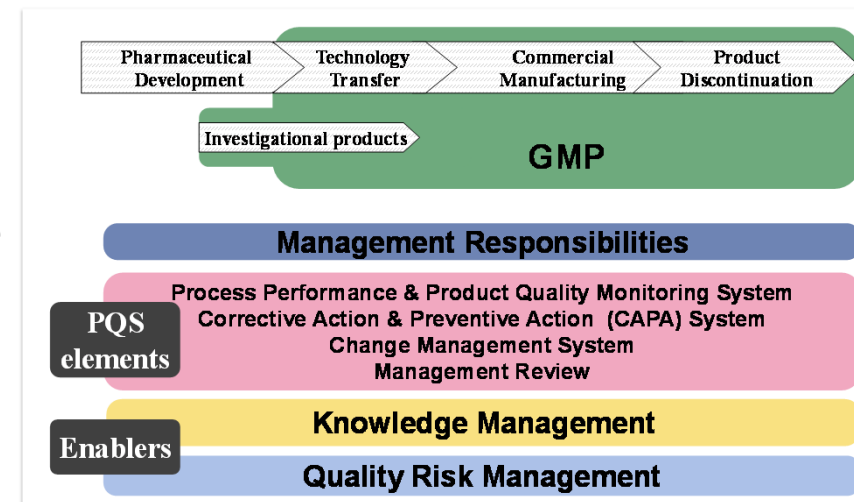 Pharmaceutical
Development
Technology
Transfer
Commercial
Manufacturing
Product
Discontinuation
Investigational products
GMP
Management Responsibilities
PQS
elements
Process Performance & Product Quality Monitoring System
Corrective Action & Preventive Action (CAPA) System
Change Management System
Management Review
Enablers
Knowledge Management
Quality Risk Management